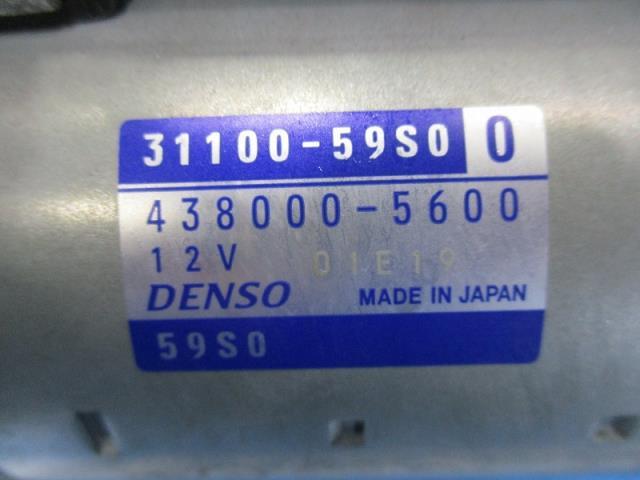 31100-59S0 0
438000-5600
12V 01E19
DENSO MADE IN JAPAN
59S0